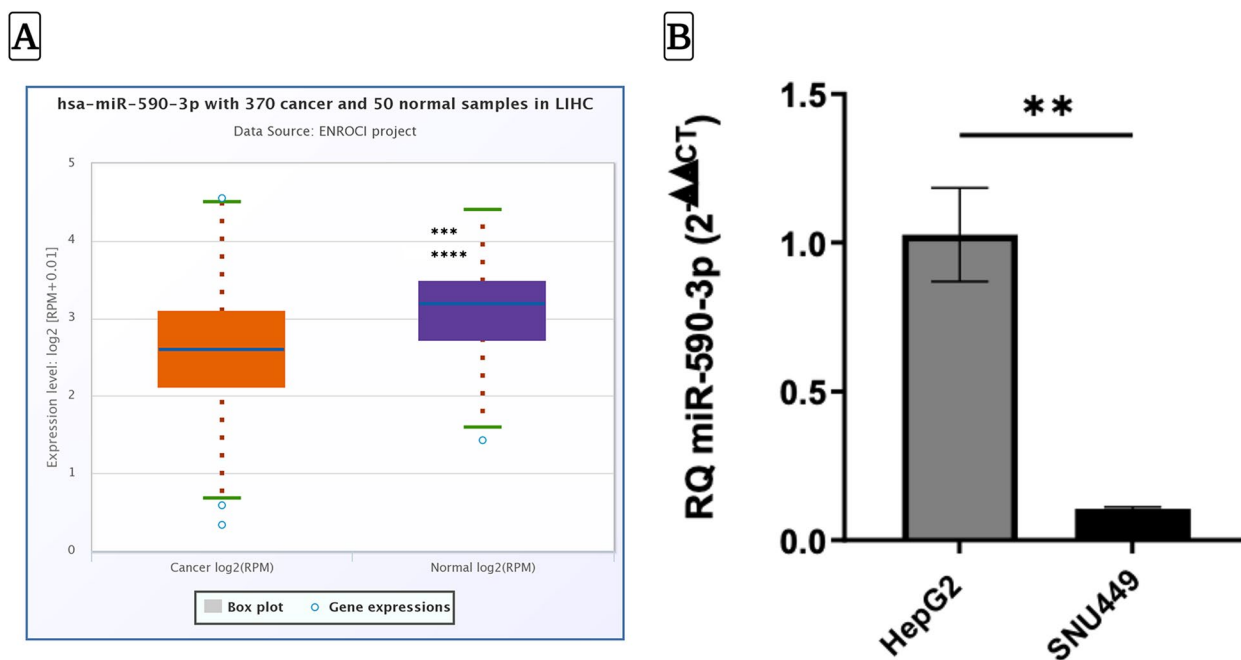 A
hsa-miR-590-3p with 370 cancer and 50 normal samples in LIHC
Data Source: ENROCI project
Expression level: log2 [RPM+0.01]
5
4
3
2
1
0
***
****
Cancer log2(RPM)
Normal log2(RPM)
Box plot
Gene expressions
B
RQ miR-590-3p (2-▲▲CT)
1.5
1.0
0.5
0.0
**
HepG2
SNU449